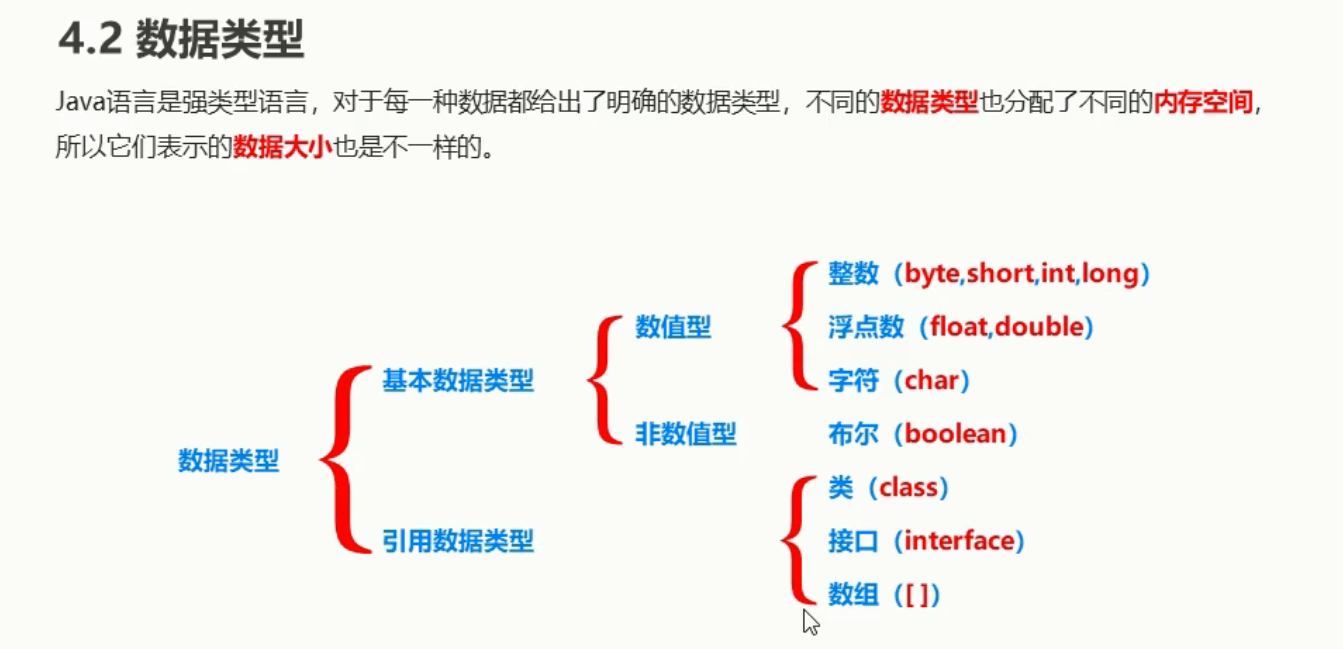 4.2 数据类型
Java语言是强类型语言，对于每一种数据都给出了明确的数据类型，不同的数据类型也分配了不同的内存空间，
所以它们表示的数据大小也是不一样的。
整数（byte,short,int,long）
数值型
浮点数（float,double）
基本数据类型
字符（char）
非数值型
布尔（boolean）
数据类型
类（class）
引用数据类型
接口（interface）
数组（[ ]）